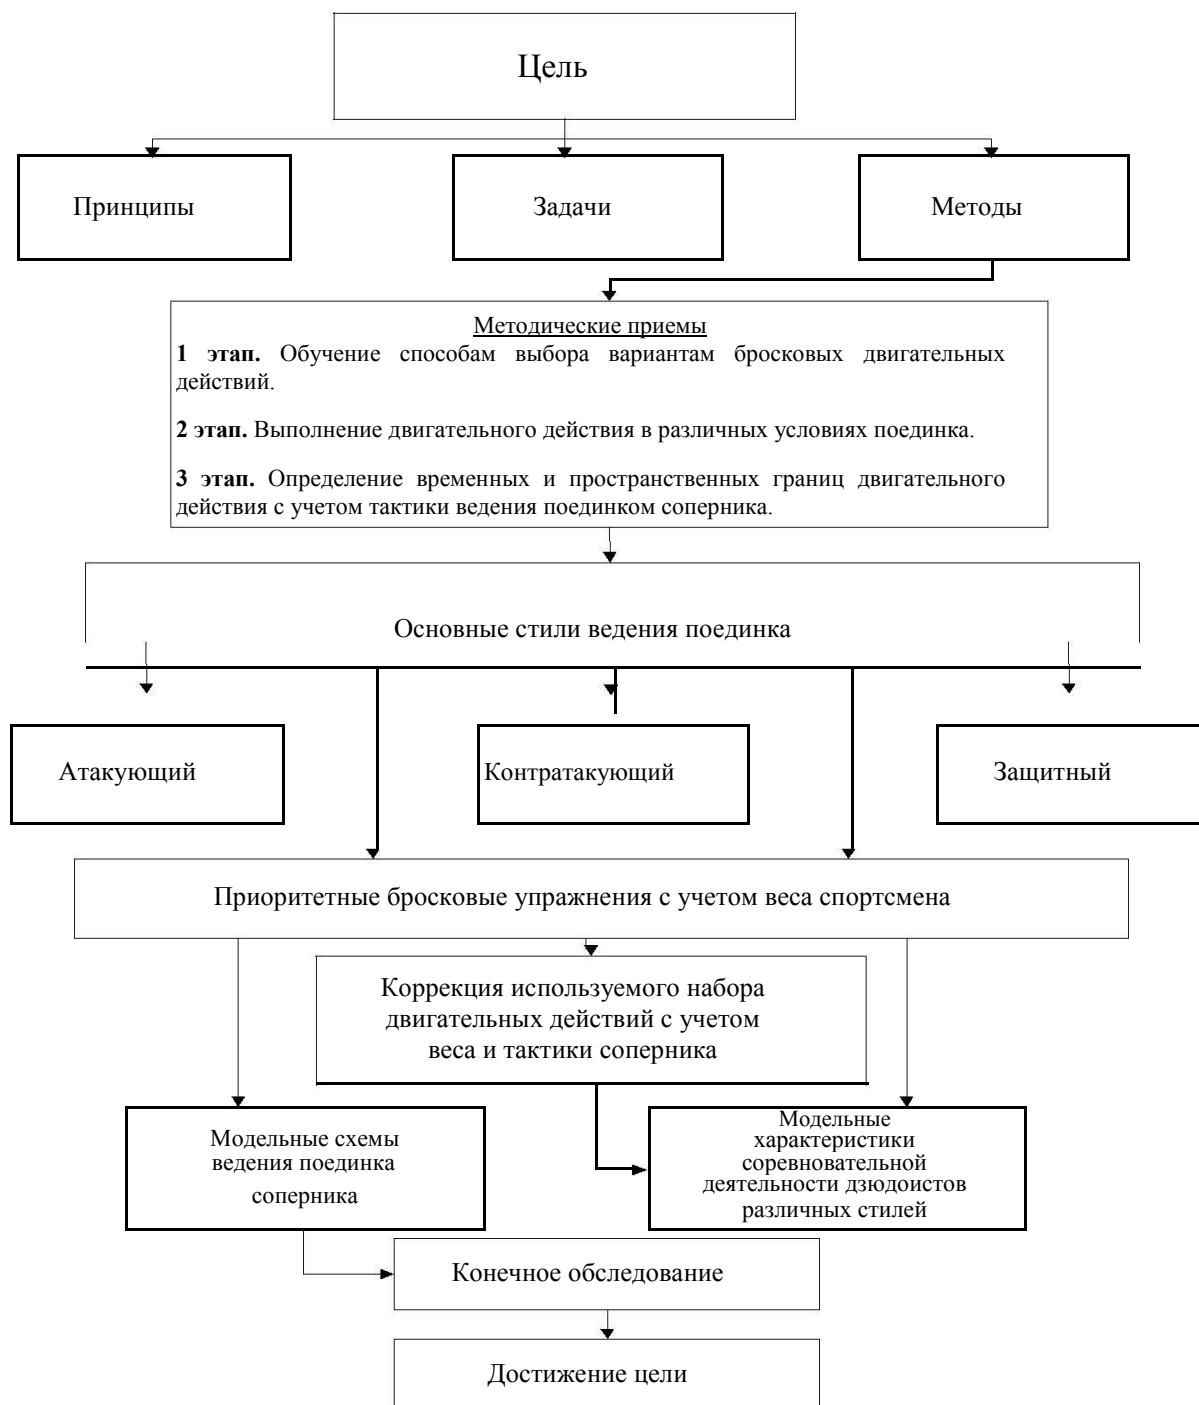 Цель
Принципы
Задачи
Методы
Методические приемы
1 этап. Обучение способам выбора вариантам бросковых двигательных
действий.
2 этап. Выполнение двигательного действия в различных условиях поединка.
3 этап. Определение временных и пространственных границ двигательного
действия с учетом тактики ведения поединком соперника.
Основные стили ведения поединка
Атакующий
Контратакующий
Защитный
Приоритетные бросковые упражнения с учетом веса спортсмена
Коррекция используемого набора
двигательных действий с учетом
веса и тактики соперника
Модельные схемы
ведения поединка
соперника
Модельные
характеристики
соревновательной
деятельности дзюдоистов
различных стилей
Конечное обследование
Достижение цели